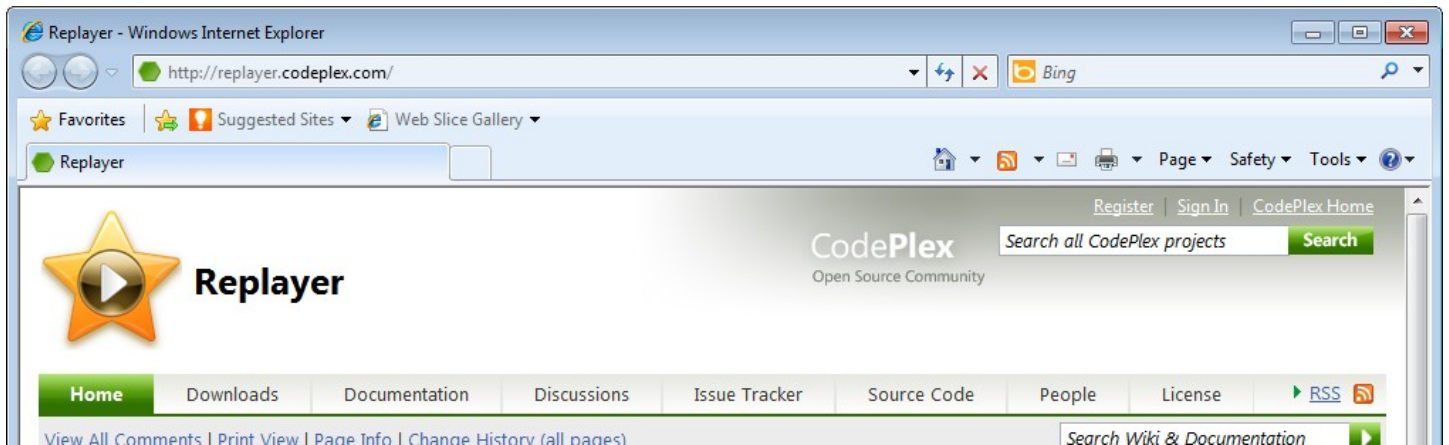 Replayer - Windows Internet Explorer
http://replayer.codeplex.com/
Bing
Favorites Suggested Sites Web Slice Gallery
Replayer
Page Safety Tools
Register | Sign In | CodePlex Home
CodePlex
Open Source Community
Search all CodePlex projects Search
Replayer
Home Downloads Documentation Discussions Issue Tracker Source Code People License RSS
View All Comments | Print View | Page Info | Change History (all pages) Search Wiki & Documentation